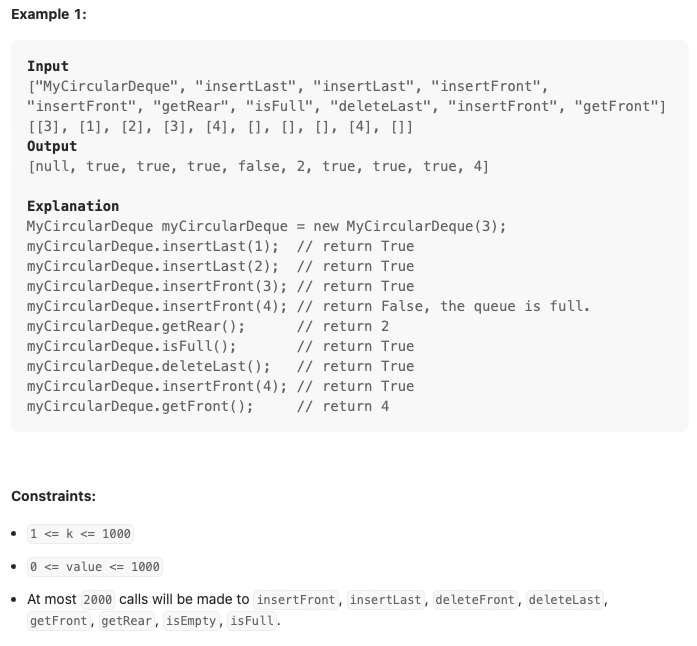 Example 1:
Input
["MyCircularDeque", "insertLast", "insertLast", "insertFront",
"insertFront", "getRear", "isFull", "deleteLast", "insertFront", "getFront"]
[[3], [1], [2], [3], [4], [], [], [], [4], []]
Output
[null, true, true, true, false, 2, true, true, true, 4]
Explanation
MyCircularDeque myCircularDeque = new MyCircularDeque(3);
myCircularDeque.insertLast(1);  // return True
myCircularDeque.insertLast(2);  // return True
myCircularDeque.insertFront(3); // return True
myCircularDeque.insertFront(4); // return False, the queue is full.
myCircularDeque.getRear();      // return 2
myCircularDeque.isFull();       // return True
myCircularDeque.deleteLast();   // return True
myCircularDeque.insertFront(4); // return True
myCircularDeque.getFront();     // return 4
Constraints:
• 1 <= k <= 1000
• 0 <= value <= 1000
• At most 2000 calls will be made to insertFront, insertLast, deleteFront, deleteLast,
getFront, getRear, isEmpty, isFull.